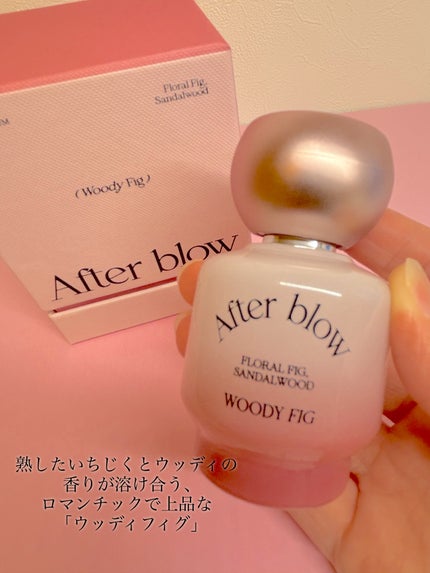 Floral Fig,
Sandalwood
(Woody Fig)
After blow
After blow
FLORAL FIG,
SANDALWOOD
WOODY FIG
熟したいちじくとウッディの
香りが溶け合う、
ロマンチックで上品な
「ウッディフィグ」